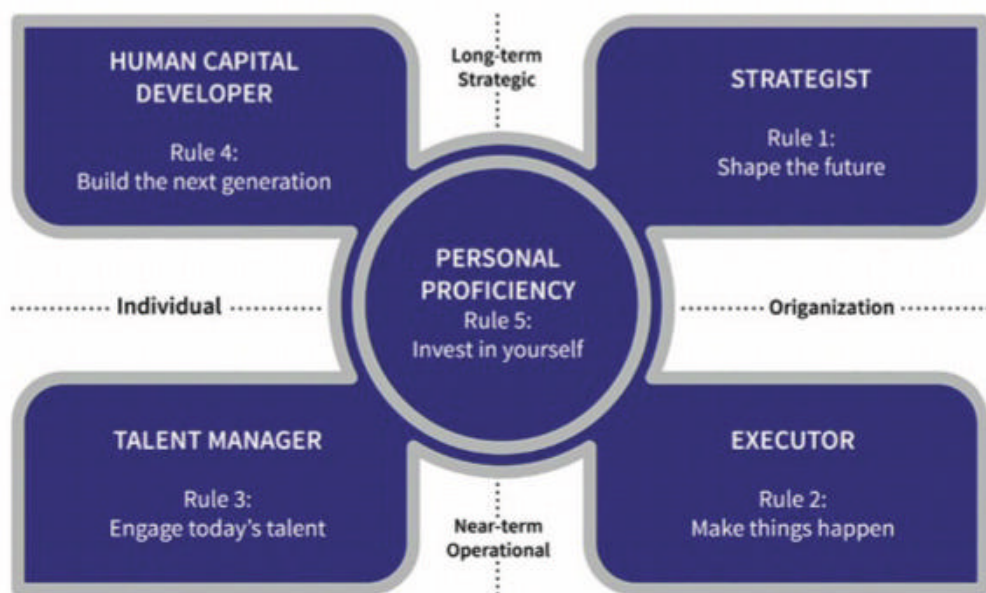 HUMAN CAPITAL
DEVELOPER
Rule 4:
Build the next generation
Long-term
Strategic
STRATEGIST
Rule 1:
Shape the future
Individual
PERSONAL
PROFICIENCY
Rule 5:
Invest in yourself
Origanization
TALENT MANAGER
Rule 3:
Engage today's talent
Near-term
Operational
EXECUTOR
Rule 2:
Make things happen